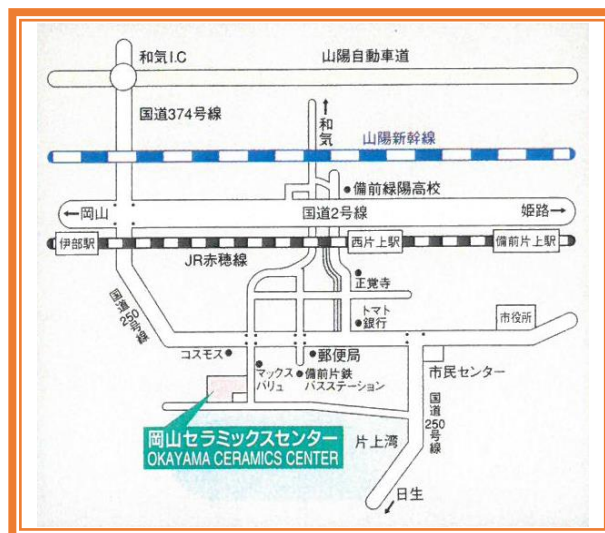 和気I.C
山陽自動車道
国道374号線
和気
山陽新幹線
備前緑陽高校
←岡山
国道2号線
姫路→
伊部駅
西片上駅
備前片上駅
JR赤穂線
正覚寺
国道250号線
トマト
銀行
市役所
コスモス
郵便局
マックス
バリュ
備前片鉄
バスステーション
市民センター
国道250号線
岡山セラミックスセンター
OKAYAMA CERAMICS CENTER
片上湾
日生